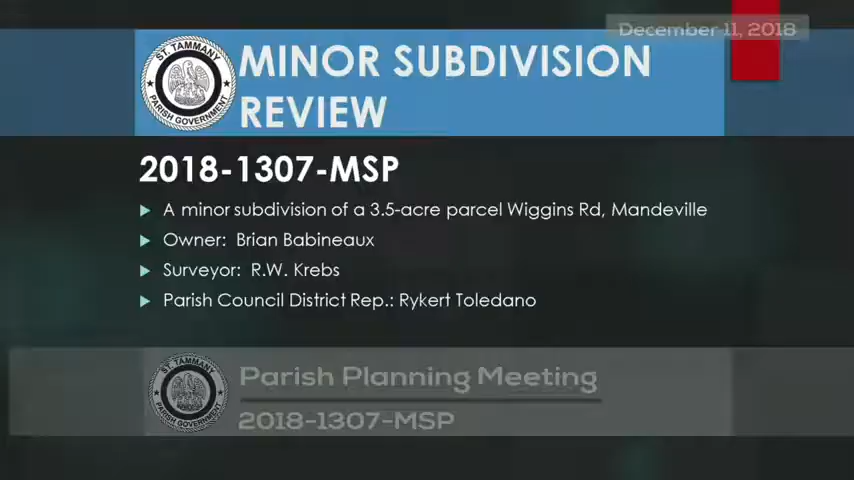 December 11, 2018
ST. TAMMANY
PARISH GOVERNMENT
MINOR SUBDIVISION
REVIEW
2018-1307-MSP
A minor subdivision of a 3.5-acre parcel Wiggins Rd, Mandeville
Owner: Brian Babineaux
Surveyor: R.W. Krebs
Parish Council District Rep.: Rykert Toledano
ST. TAMMANY
PARISH GOVERNMENT
Parish Planning Meeting
2018-1307-MSP